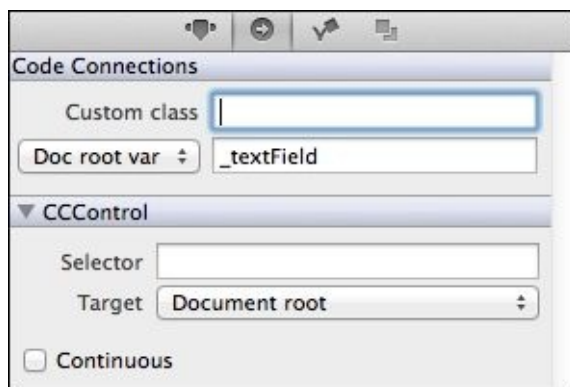 Code Connections
Custom class
Doc root var _textField
CCControl
Selector
Target Document root
Continuous